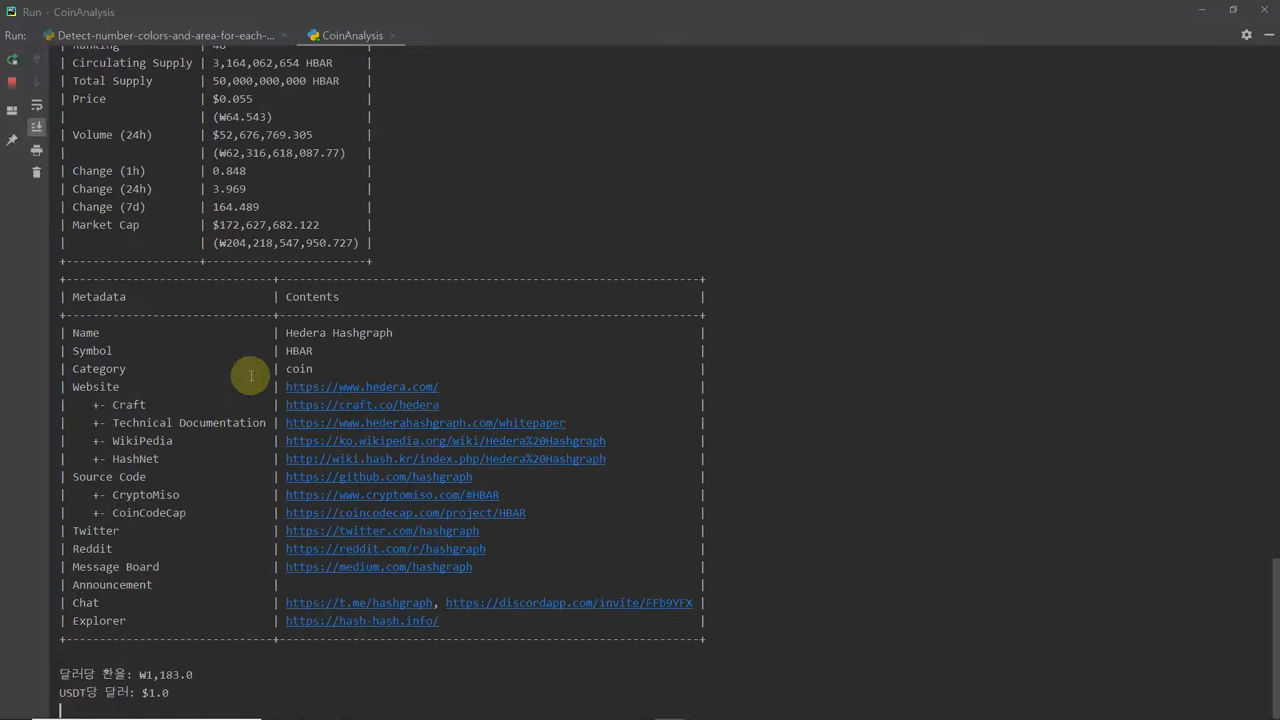 Run - CoinAnalysis
Run: Detect-number-colors-and-area-for-each-... CoinAnalysis
Ranking | 40
| Circulating Supply | 3,164,062,654 HBAR |
| Total Supply | 50,000,000,000 HBAR |
| Price | $0.055 |
| | (₩64.543) |
| Volume (24h) | $52,676,769.305 |
| | (₩62,316,618,087.77) |
| Change (1h) | 0.848 |
| Change (24h) | 3.969 |
| Change (7d) | 164.489 |
| Market Cap | $172,627,682.122 |
| | (₩204,218,547,950.727) |
| Metadata | Contents |
| Name | Hedera Hashgraph |
| Symbol | HBAR |
| Category | coin |
| Website | https://www.hedera.com/ |
| +- Craft | https://craft.co/hedera |
| +- Technical Documentation | https://www.hederahashgraph.com/whitepaper |
| +- WikiPedia | https://ko.wikipedia.org/wiki/Hedera%20Hashgraph |
| +- HashNet | http://wiki.hash.kr/index.php/Hedera%20Hashgraph |
| Source Code | https://github.com/hashgraph |
| +- CryptoMiso | https://www.cryptomiso.com/#HBAR |
| +- CoinCodeCap | https://coincodecap.com/project/HBAR |
| Twitter | https://twitter.com/hashgraph |
| Reddit | https://reddit.com/r/hashgraph |
| Message Board | https://medium.com/hashgraph |
| Announcement | |
| Chat | https://t.me/hashgraph, https://discordapp.com/invite/FFb9YFX |
| Explorer | https://hash-hash.info/ |
달러당 환율: ₩1,183.0
USDT당 달러: $1.0